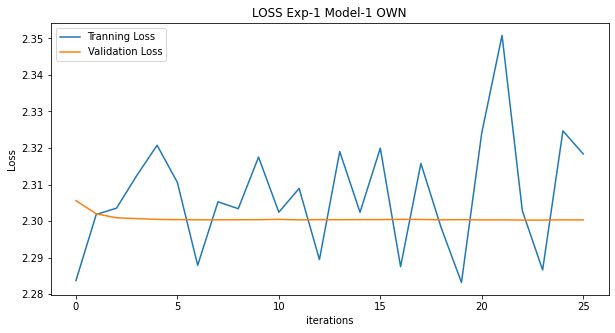 LOSS Exp-1 Model-1 OWN
Tranning Loss
Validation Loss
2.35
2.34
2.33
2.32
2.31
2.30
2.29
2.28
Loss
0 5 10 15 20 25
iterations